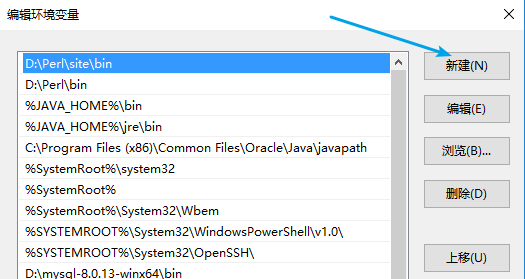 编辑环境变量
D:\Perl\site\bin
新建(N)
D:\Perl\bin
%JAVA_HOME%\bin
编辑(E)
%JAVA_HOME%\jre\bin
C:\Program Files (x86)\Common Files\Oracle\Java\javapath
浏览(B)...
%SystemRoot%\system32
%SystemRoot%
删除(D)
%SystemRoot%\System32\Wbem
%SYSTEMROOT%\System32\WindowsPowerShell\v1.0\
%SYSTEMROOT%\System32\OpenSSH\
上移(U)
D:\mysql-8.0.13-winx64\bin